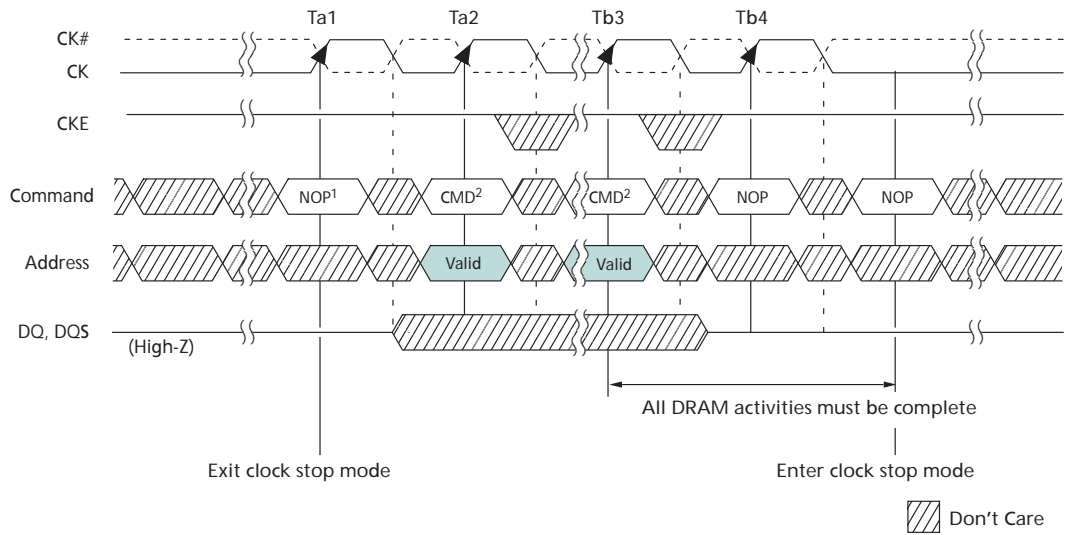 Ta1 Ta2 Tb3 Tb4
CK#
CK
CKE
Command NOP1 CMD2 CMD2 NOP NOP
Address Valid Valid
DQ, DQS
(High-Z)
All DRAM activities must be complete
Exit clock stop mode Enter clock stop mode
Don't Care